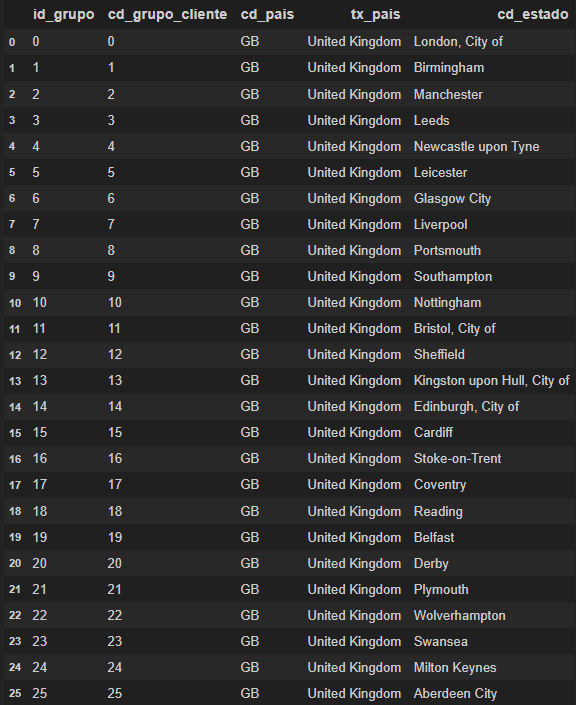 id_grupo cd_grupo_cliente cd_pais tx_pais cd_estado
0 0 0 GB United Kingdom London, City of
1 1 1 GB United Kingdom Birmingham
2 2 2 GB United Kingdom Manchester
3 3 3 GB United Kingdom Leeds
4 4 4 GB United Kingdom Newcastle upon Tyne
5 5 5 GB United Kingdom Leicester
6 6 6 GB United Kingdom Glasgow City
7 7 7 GB United Kingdom Liverpool
8 8 8 GB United Kingdom Portsmouth
9 9 9 GB United Kingdom Southampton
10 10 10 GB United Kingdom Nottingham
11 11 11 GB United Kingdom Bristol, City of
12 12 12 GB United Kingdom Sheffield
13 13 13 GB United Kingdom Kingston upon Hull, City of
14 14 14 GB United Kingdom Edinburgh, City of
15 15 15 GB United Kingdom Cardiff
16 16 16 GB United Kingdom Stoke-on-Trent
17 17 17 GB United Kingdom Coventry
18 18 18 GB United Kingdom Reading
19 19 19 GB United Kingdom Belfast
20 20 20 GB United Kingdom Derby
21 21 21 GB United Kingdom Plymouth
22 22 22 GB United Kingdom Wolverhampton
23 23 23 GB United Kingdom Swansea
24 24 24 GB United Kingdom Milton Keynes
25 25 25 GB United Kingdom Aberdeen City